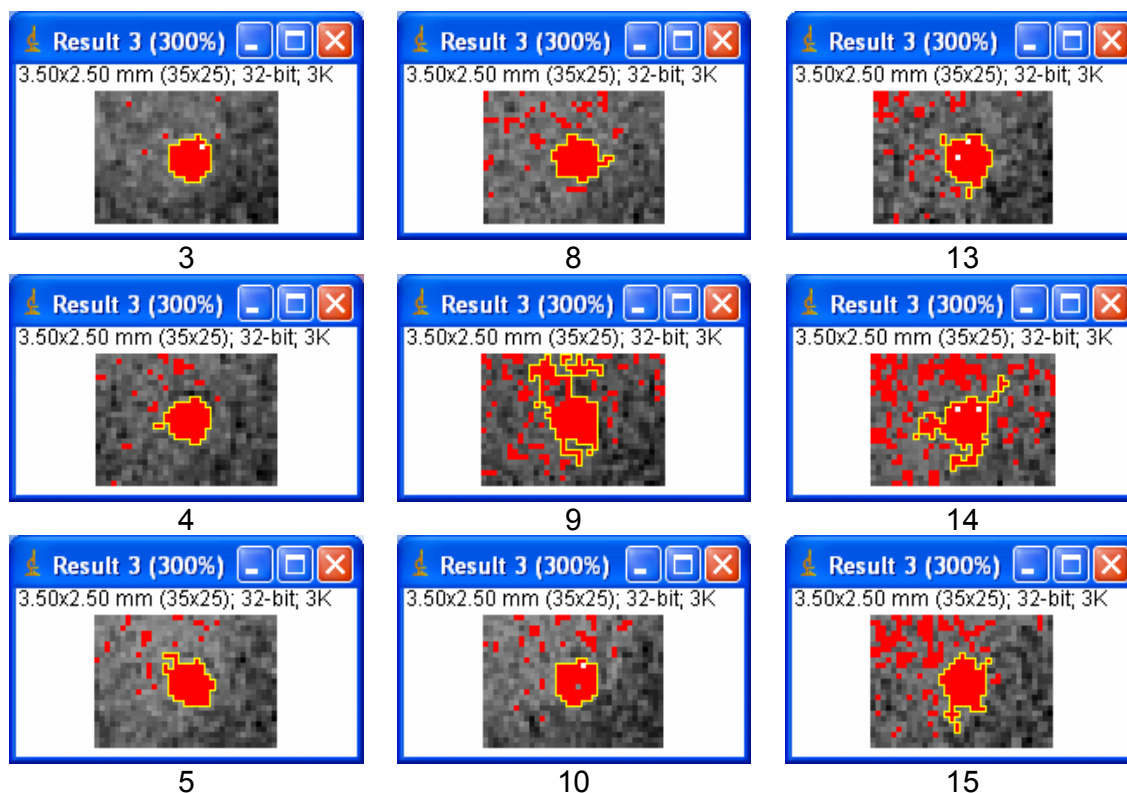 Result 3 (300%)
3.50x2.50 mm (35x25); 32-bit; 3K
3
Result 3 (300%)
3.50x2.50 mm (35x25); 32-bit; 3K
8
Result 3 (300%)
3.50x2.50 mm (35x25); 32-bit; 3K
13
Result 3 (300%)
3.50x2.50 mm (35x25); 32-bit; 3K
4
Result 3 (300%)
3.50x2.50 mm (35x25); 32-bit; 3K
9
Result 3 (300%)
3.50x2.50 mm (35x25); 32-bit; 3K
14
Result 3 (300%)
3.50x2.50 mm (35x25); 32-bit; 3K
5
Result 3 (300%)
3.50x2.50 mm (35x25); 32-bit; 3K
10
Result 3 (300%)
3.50x2.50 mm (35x25); 32-bit; 3K
15